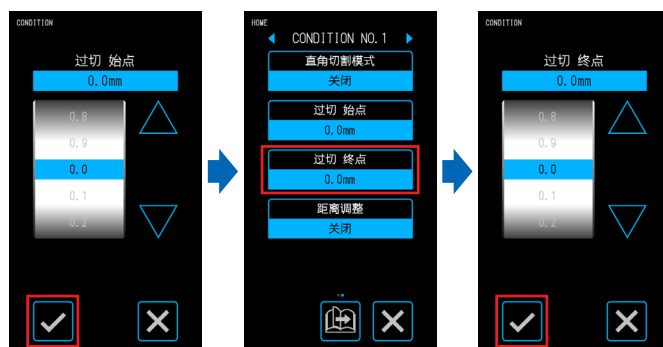 CONDITION
过切 始点
0.0mm
0.8
0.9
0.0
0.1
0.2
HOME
CONDITION NO.1
直角切割模式
关闭
过切 始点
0.0mm
过切 终点
0.0mm
距离调整
关闭
CONDITION
过切 终点
0.0mm
0.8
0.9
0.0
0.1
0.2